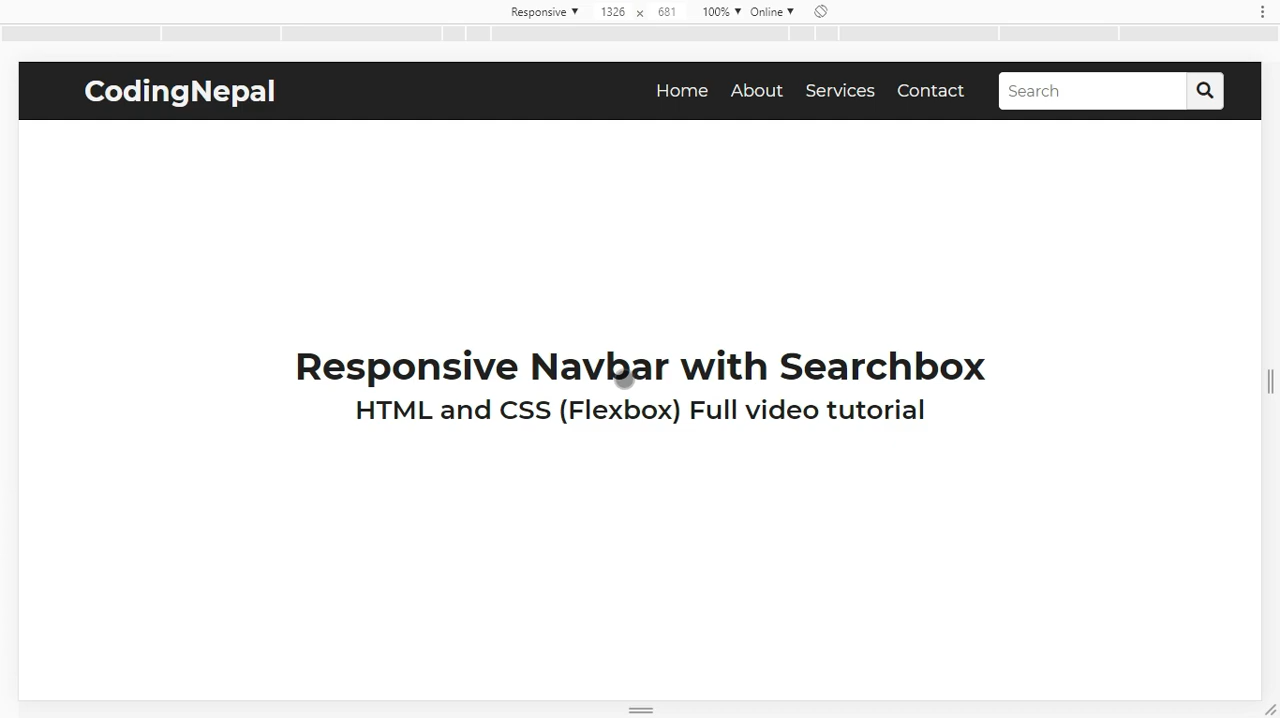 Responsive ▼ 1326 x 681 100% ▼ Online ▼
CodingNepal Home About Services Contact Search
Responsive Navbar with Searchbox
HTML and CSS (Flexbox) Full video tutorial